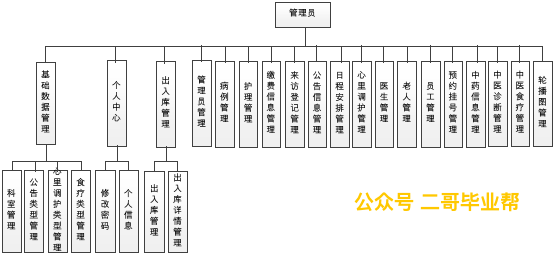 管理员
基础数据管理
个人中心
出入库管理
管理员管理
病例管理
护理管理
缴费信息管理
来访登记管理
公告信息管理
日程安排管理
心里调护管理
医生管理
老人管理
员工管理
预约挂号管理
中药信息管理
中医诊断管理
中医食疗管理
轮播图管理
科室管理
公告类型管理
心里调护类型管理
食疗类型管理
修改密码
个人信息
出入库管理
出入库详情管理
公众号 二哥毕业帮